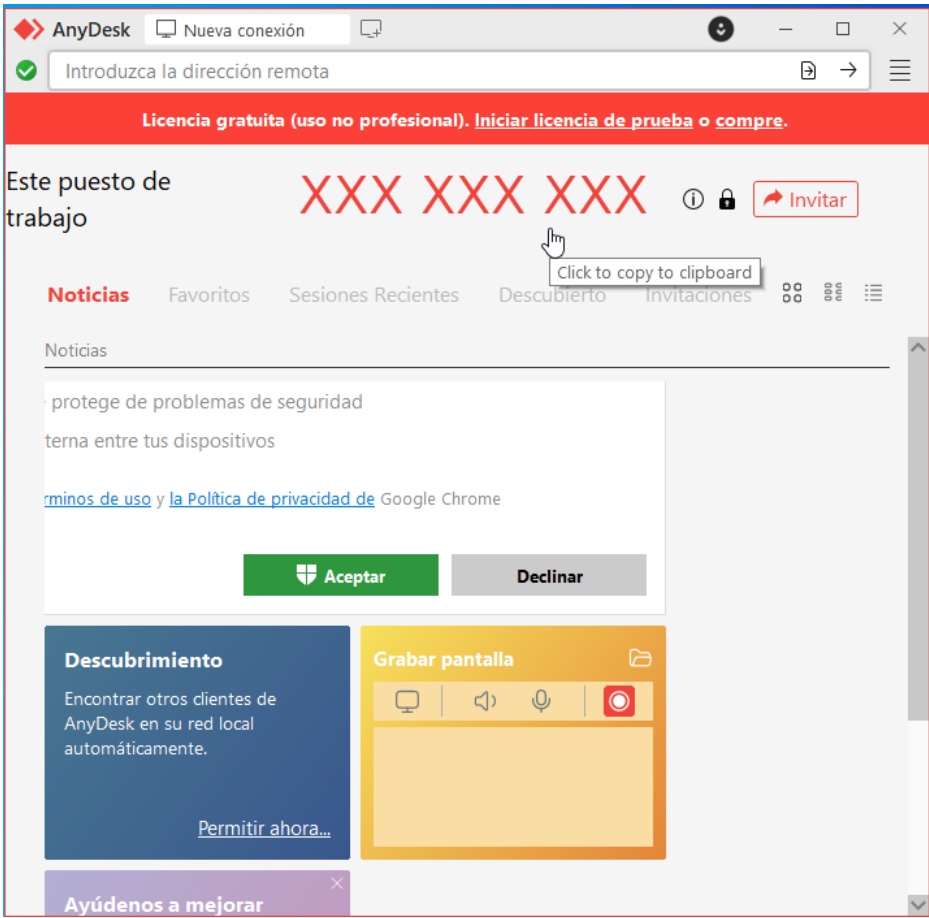 AnyDesk Nueva conexión
Introduzca la dirección remota
Licencia gratuita (uso no profesional). Iniciar licencia de prueba o compre.
Este puesto de
trabajo
XXX XXX XXX
Invitar
Click to copy to clipboard
Noticias Favoritos Sesiones Recientes Descubierto Invitaciones
Noticias
protege de problemas de seguridad
terna entre tus dispositivos
rminos de uso y la Política de privacidad de Google Chrome
Aceptar Declinar
Descubrimiento
Encontrar otros clientes de
AnyDesk en su red local
automáticamente.
Permitir ahora...
Grabar pantalla
Ayúdenos a mejorar